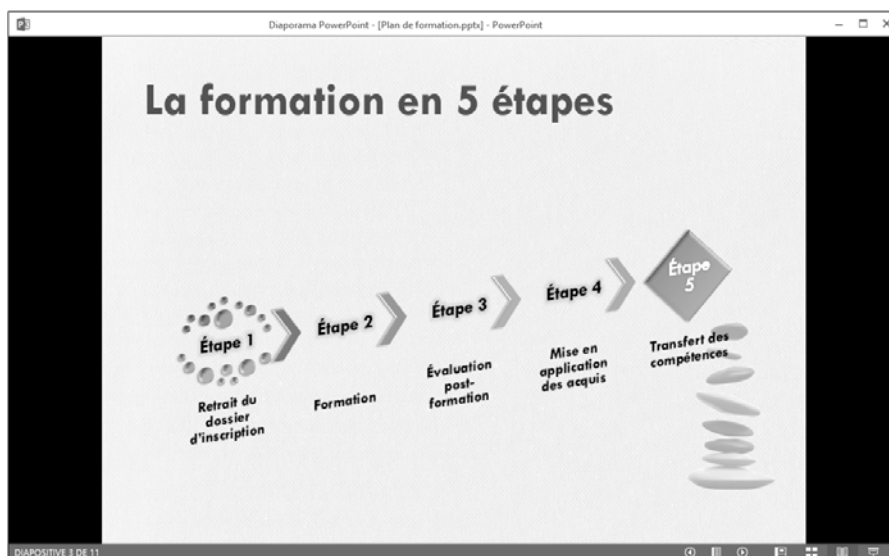 Diaporama PowerPoint - [Plan de formation.pptx] - PowerPoint
La formation en 5 étapes
Étape 1
Retrait du
dossier
d'inscription
Étape 2
Formation
Étape 3
Évaluation
post-
formation
Étape 4
Mise en
application
des acquis
Étape
5
Transfert des
compétences
DIAPOSITIVE 3 DE 11